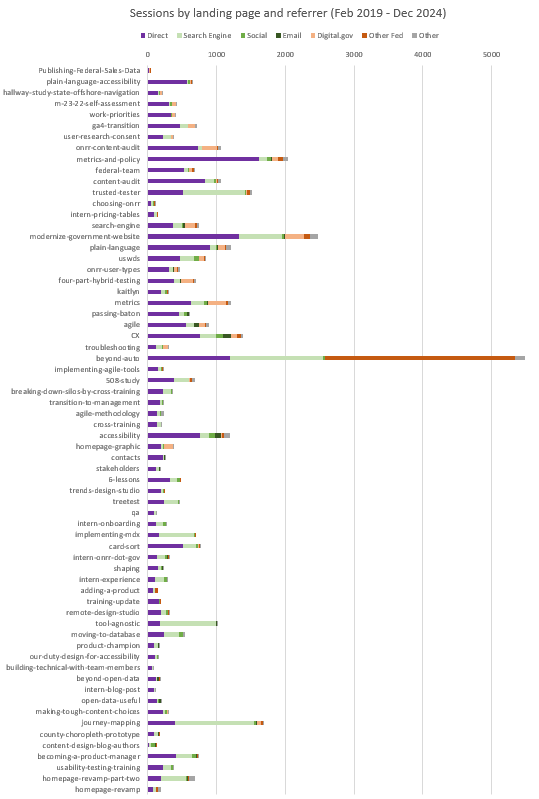 Sessions by landing page and referrer (Feb 2019 - Dec 2024)
Direct Search Engine Social Email Digital.gov Other Fed Other
0 1000 2000 3000 4000 5000
Publishing-Federal-Sales-Data
plain-language-accessibility
hallway-study-state-offshore-navigation
m-23-22-self-assessment
work-priorities
ga4-transition
user-research-consent
onrr-content-audit
metrics-and-policy
federal-team
content-audit
trusted-tester
choosing-onrr
intern-pricing-tables
search-engine
modernize-government-website
plain-language
uswds
onrr-user-types
four-part-hybrid-testing
kaitlyn
metrics
passing-baton
agile
CX
troubleshooting
beyond-auto
implementing-agile-tools
508-study
breaking-down-silos-by-cross-training
transition-to-management
agile-methodology
cross-training
accessibility
homepage-graphic
contacts
stakeholders
6-lessons
trends-design-studio
treetest
qa
intern-onboarding
implementing-mdx
card-sort
intern-onrr-dot-gov
shaping
intern-experience
adding-a-product
training-update
remote-design-studio
tool-agnostic
moving-to-database
product-champion
our-duty-design-for-accessibility
building-technical-with-team-members
beyond-open-data
intern-blog-post
open-data-useful
making-tough-content-choices
journey-mapping
county-choropleth-prototype
content-design-blog-authors
becoming-a-product-manager
usability-testing-training
homepage-revamp-part-two
homepage-revamp